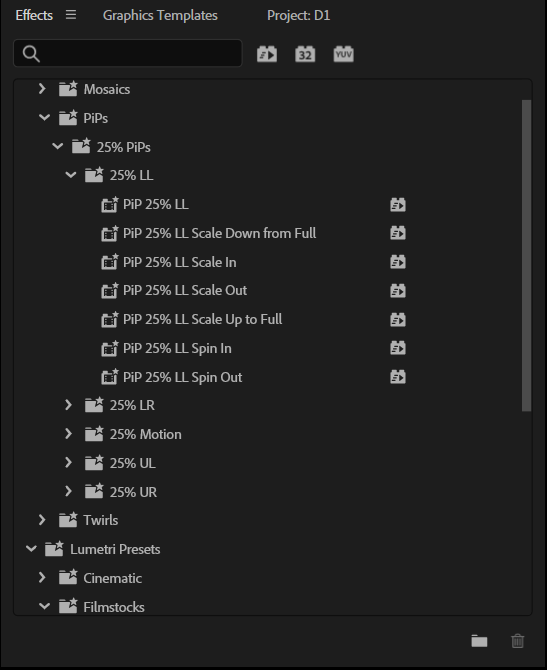 Effects Graphics Templates Project: D1
32 YUV
Mosaics
PiPs
25% PiPs
25% LL
PiP 25% LL
PiP 25% LL Scale Down from Full
PiP 25% LL Scale In
PiP 25% LL Scale Out
PiP 25% LL Scale Up to Full
PiP 25% LL Spin In
PiP 25% LL Spin Out
25% LR
25% Motion
25% UL
25% UR
Twirls
Lumetri Presets
Cinematic
Filmstocks